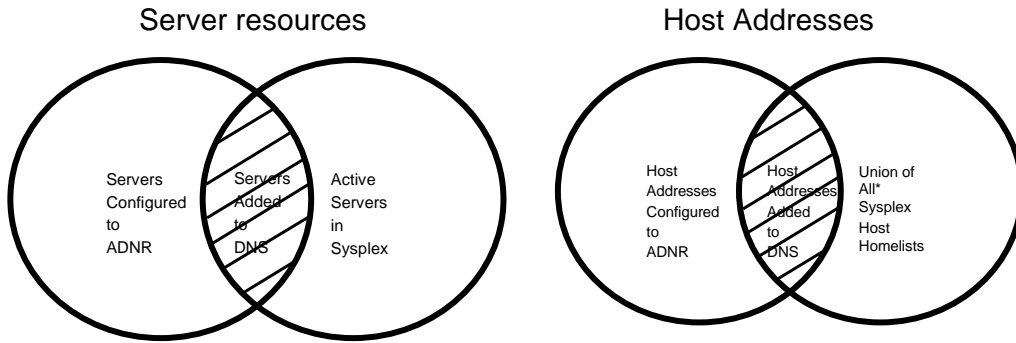 Server resources
Servers
Configured
to
ADNR
Servers
Added
to
DNS
Active
Servers
in
Sysplex
Host Addresses
Host
Addresses
Configured
to
ADNR
Host
Addresses
Added
to
DNS
Union of
All*
Sysplex
Host
Homelists